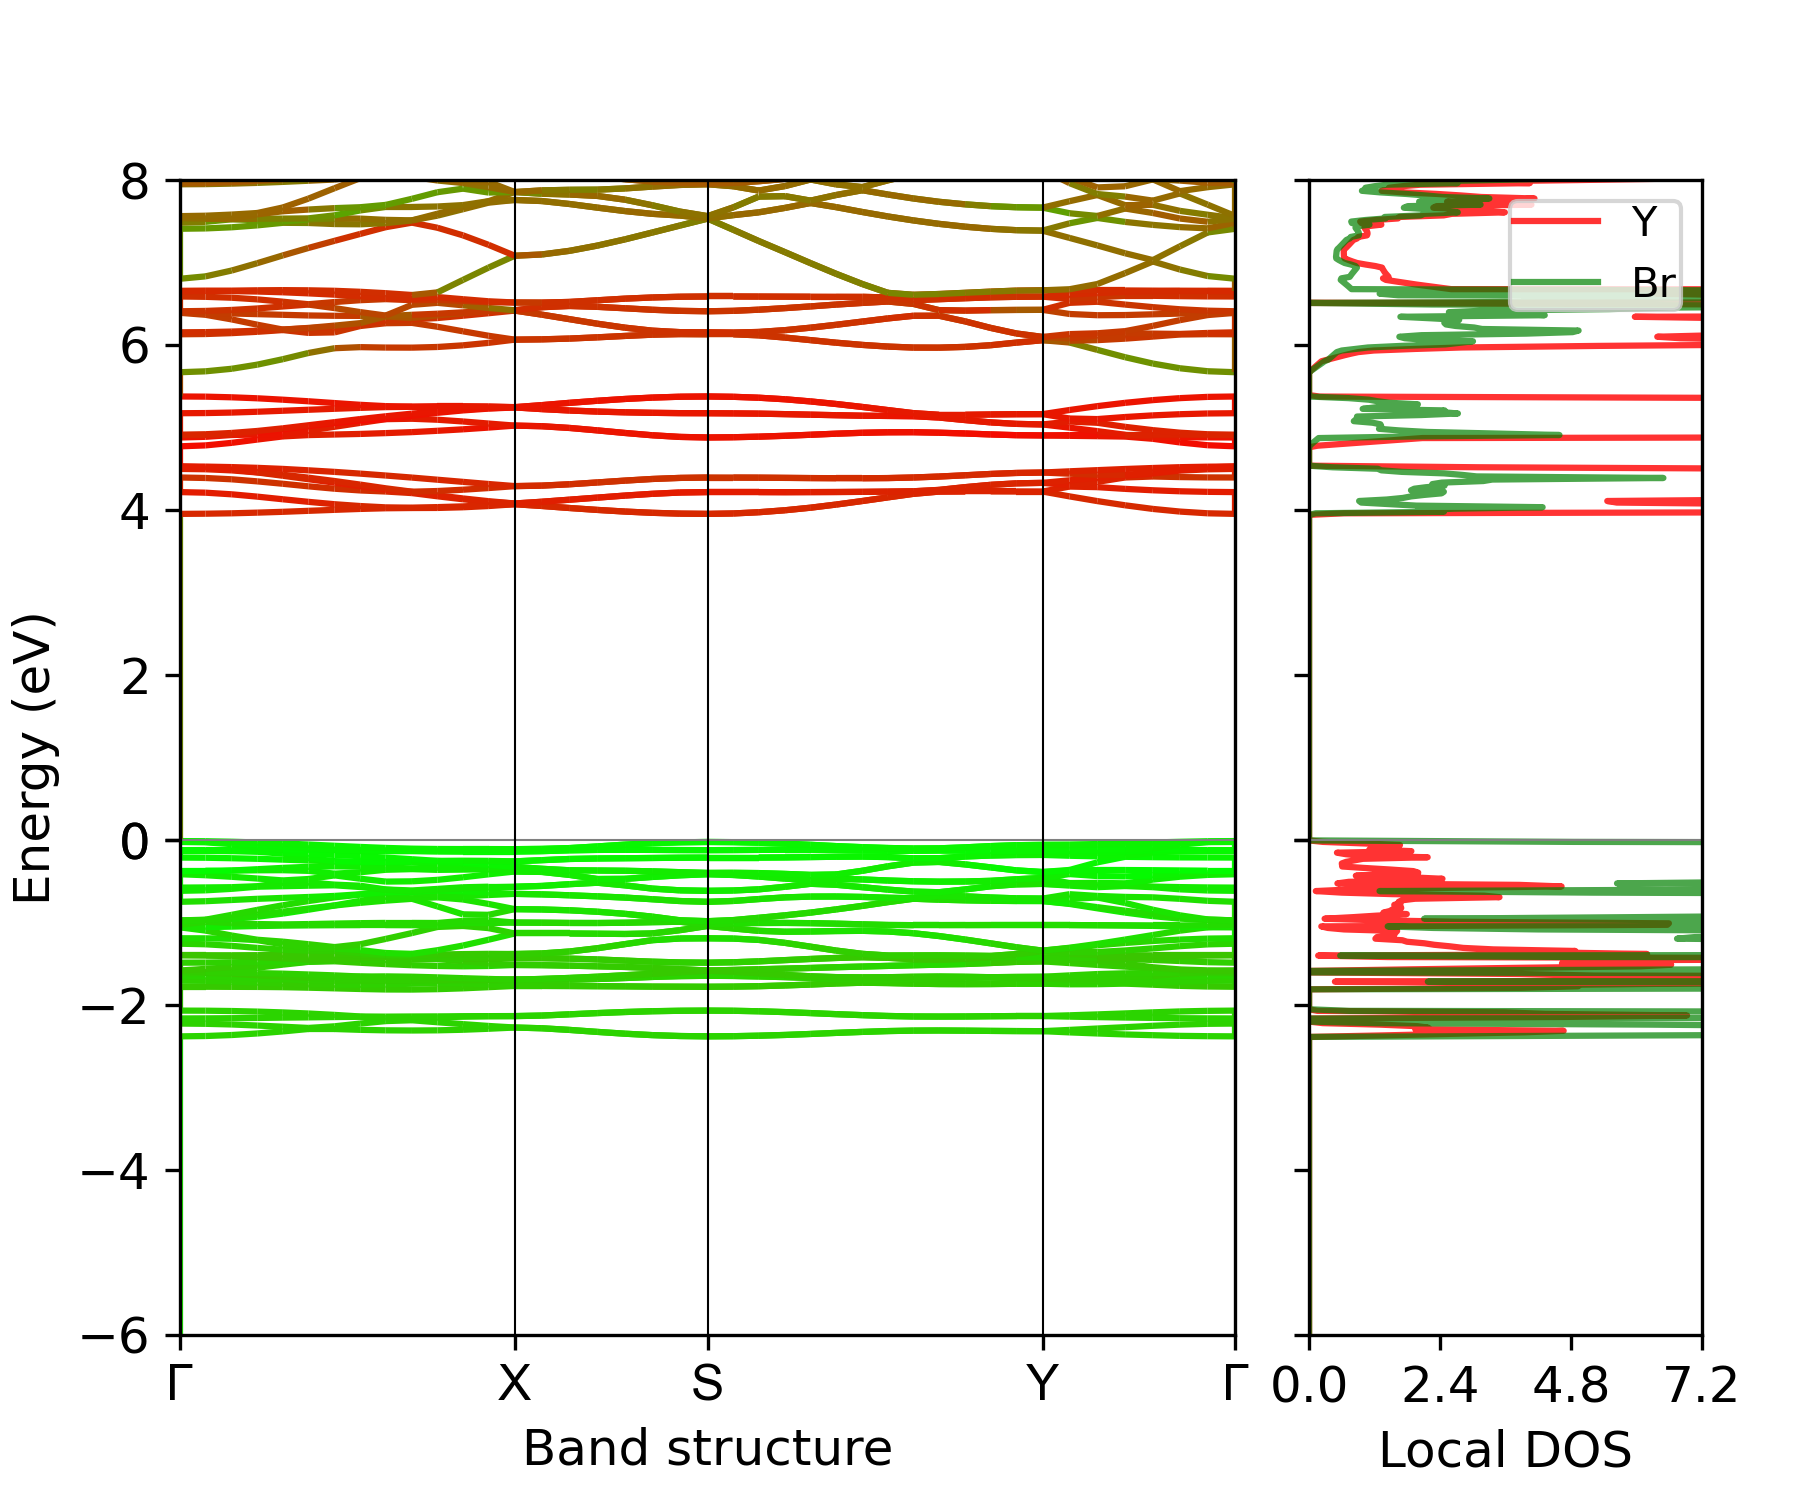 8
6
4
2
0
−2
−4
−6
Energy (eV)
Γ X S Y Γ
Band structure
Y
Br
0.0 2.4 4.8 7.2
Local DOS